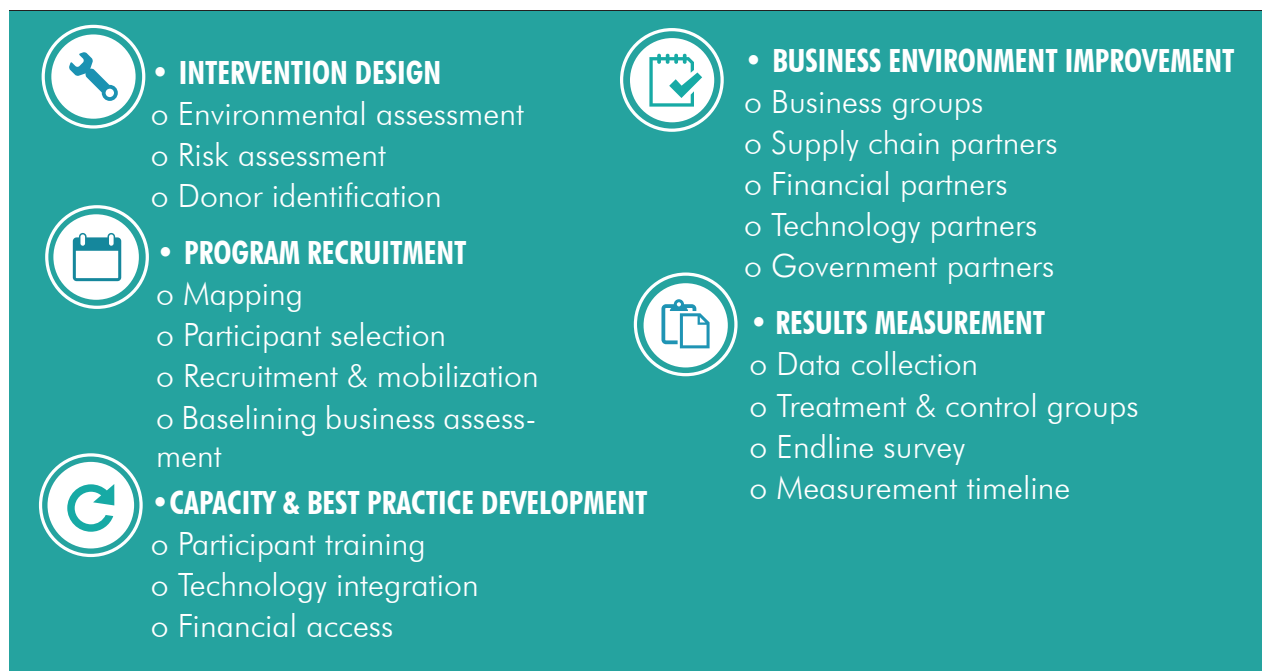 • INTERVENTION DESIGN
o Environmental assessment
o Risk assessment
o Donor identification
• PROGRAM RECRUITMENT
o Mapping
o Participant selection
o Recruitment & mobilization
o Baselining business assess-
ment
•CAPACITY & BEST PRACTICE DEVELOPMENT
o Participant training
o Technology integration
o Financial access
• BUSINESS ENVIRONMENT IMPROVEMENT
o Business groups
o Supply chain partners
o Financial partners
o Technology partners
o Government partners
• RESULTS MEASUREMENT
o Data collection
o Treatment & control groups
o Endline survey
o Measurement timeline